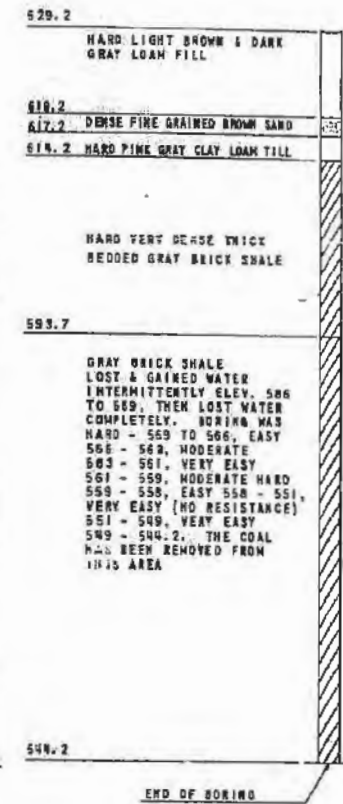 629.2
HARD LIGHT BROWN & DARK
GRAY LOAM FILL
618.2
617.2 DENSE FINE GRAINED BROWN SAND
614.2 HARD PINK GRAY CLAY LOAM TILL
HARD VERY DENSE THICK
BEDDED GRAY BRICK SHALE
593.7
GRAY BRICK SHALE
LOST & GAINED WATER
INTERMITTENTLY ELEV. 586
TO 569, THEN LOST WATER
COMPLETELY. BORING WAS
HARD - 569 TO 566, EASY
566 - 563, MODERATE
563 - 561, VERY EASY
561 - 559, MODERATE HARD
559 - 558, EASY 558 - 551,
VERY EASY (NO RESISTANCE)
551 - 549, VERY EASY
549 - 544.2. THE COAL
HAS BEEN REMOVED FROM
THIS AREA
544.2
END OF BORING